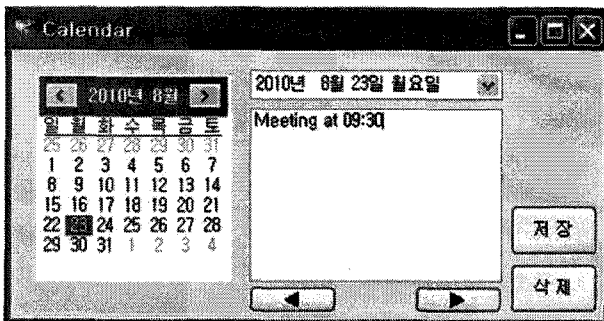 Calendar
2010년 8월
일 월 화 수 목 금 토
25 26 27 28 29 30 31
1 2 3 4 5 6 7
8 9 10 11 12 13 14
15 16 17 18 19 20 21
22 23 24 25 26 27 28
29 30 31 1 2 3 4
2010년 8월 23일 월요일
Meeting at 09:30
저장
삭제